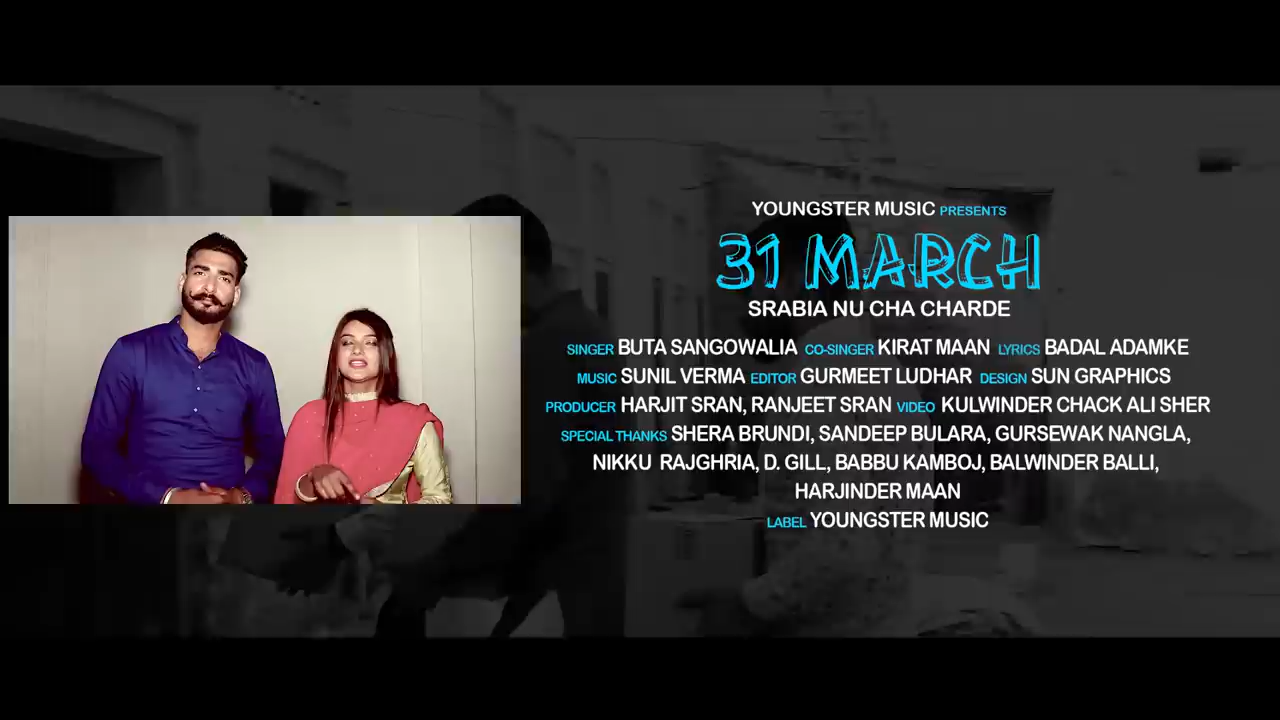 YOUNGSTER MUSIC PRESENTS
31 MARCH
SRABIA NU CHA CHARDE
SINGER BUTA SANGOWALIA CO-SINGER KIRAT MAAN LYRICS BADAL ADAMKE
MUSIC SUNIL VERMA EDITOR GURMEET LUDHAR DESIGN SUN GRAPHICS
PRODUCER HARJIT SRAN, RANJEET SRAN VIDEO KULWINDER CHACK ALI SHER
SPECIAL THANKS SHERA BRUNDI, SANDEEP BULARA, GURSEWAK NANGLA,
NIKKU RAJGHRIA, D. GILL, BABBU KAMBOJ, BALWINDER BALLI,
HARJINDER MAAN
LABEL YOUNGSTER MUSIC